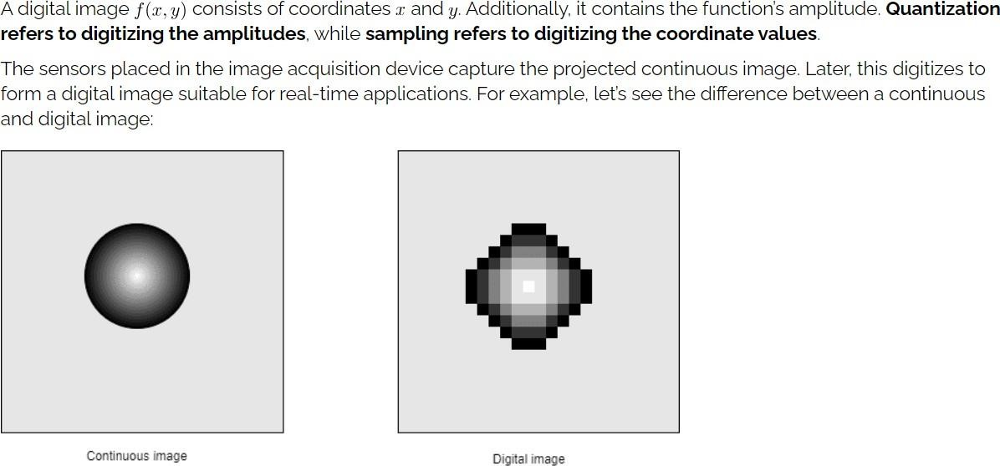 A digital image f(x, y) consists of coordinates x and y. Additionally, it contains the function's amplitude. Quantization
refers to digitizing the amplitudes, while sampling refers to digitizing the coordinate values.
The sensors placed in the image acquisition device capture the projected continuous image. Later, this digitizes to
form a digital image suitable for real-time applications. For example, let's see the difference between a continuous
and digital image:
Continuous image
Digital image